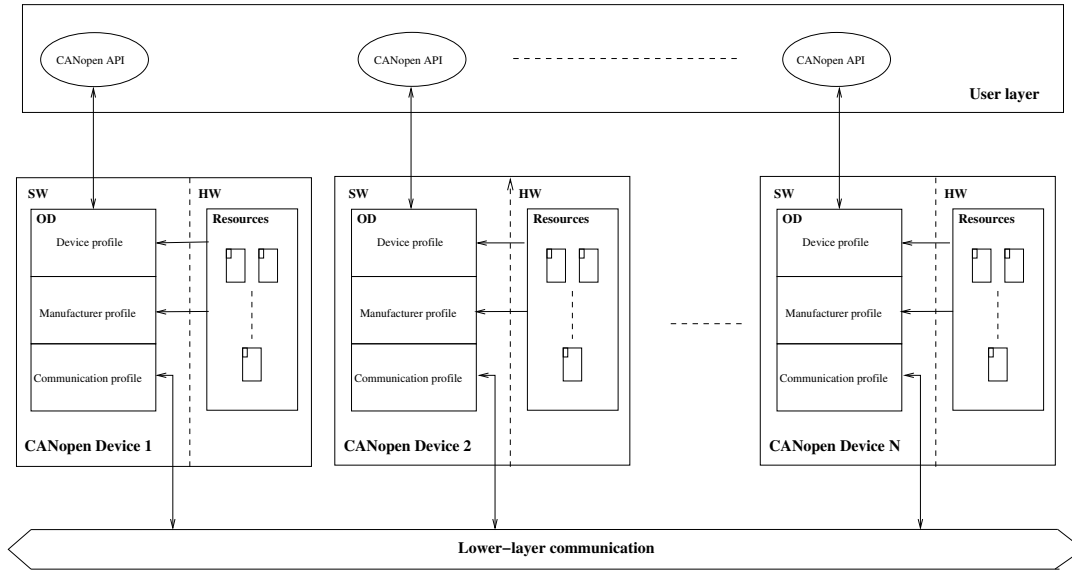 CANopen API
CANopen API
CANopen API
User layer
SW
HW
OD
Resources
Device profile
Manufacturer profile
Communication profile
CANopen Device 1
SW
HW
OD
Resources
Device profile
Manufacturer profile
Communication profile
CANopen Device 2
SW
HW
OD
Resources
Device profile
Manufacturer profile
Communication profile
CANopen Device N
Lower−layer communication